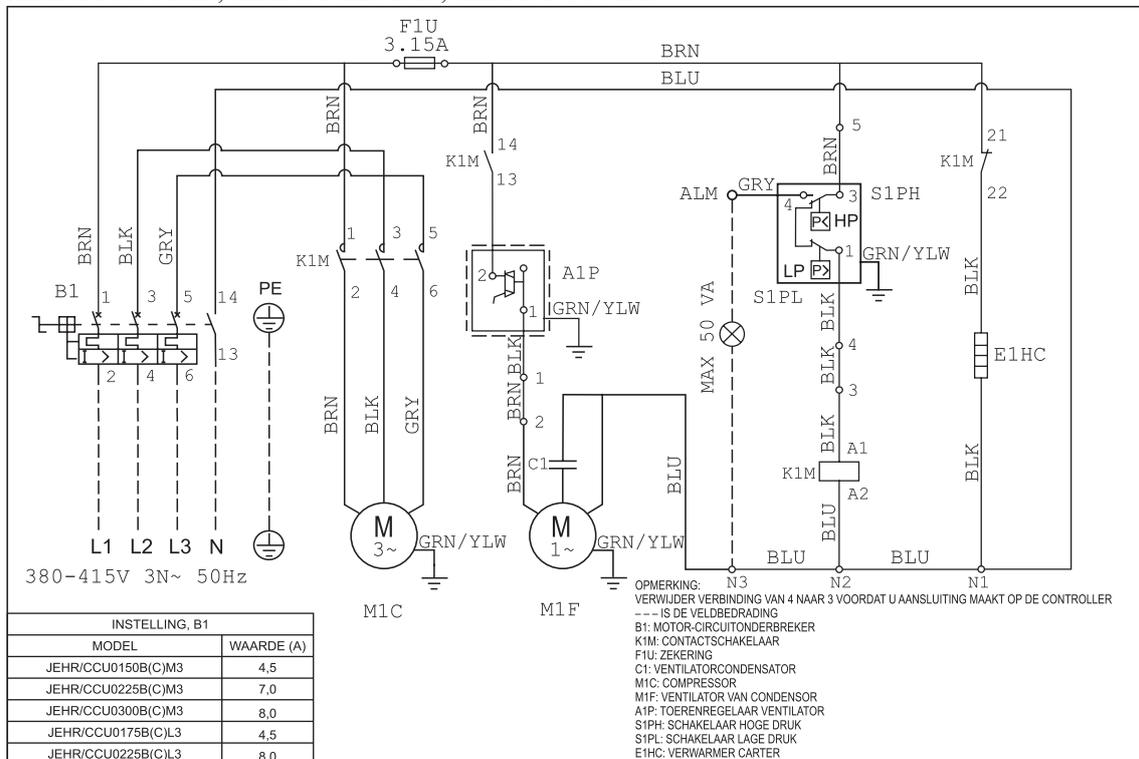 F1U
3.15A
BRN
BLU
BRN
BRN
14
K1M
13
5
BRN
21
K1M
22
ALM
GRY
4
3
S1PH
P<
HP
1
LP
P>
GRN/YLW
S1PL
BRN
BLK
GRY
B1
1
3
5
14
PE
2
4
6
13
1
3
5
K1M
2
4
6
2
A1P
1
GRN/YLW
BLK
1
BRN
2
BRN
C1
BRN
BLK
GRY
BLU
MAX 50 VA
BLK
4
BLK
3
BLK
A1
K1M
A2
BLU
BLK
E1HC
BLK
L1 L2 L3 N
380-415V 3N~ 50Hz
M
3~
GRN/YLW
M1C
M
1~
GRN/YLW
M1F
BLU
BLU
N3
N2
N1
OPMERKING:
VERWIJDER VERBINDING VAN 4 NAAR 3 VOORDAT U AANSLUITING MAAKT OP DE CONTROLLER
--- IS DE VELDBEDRADING
B1: MOTOR-CIRCUITONDERBREKER
K1M: CONTACTSCHAKELAAR
F1U: ZEKERING
C1: VENTILATORCONDENSATOR
M1C: COMPRESSOR
M1F: VENTILATOR VAN CONDENSOR
A1P: TOERENREGELAAR VENTILATOR
S1PH: SCHAKELAAR HOGE DRUK
S1PL: SCHAKELAAR LAGE DRUK
E1HC: VERWARMER CARTER
INSTELLING, B1
MODEL WAARDE (A)
JEHR/CCU0150B(C)M3 4,5
JEHR/CCU0225B(C)M3 7,0
JEHR/CCU0300B(C)M3 8,0
JEHR/CCU0175B(C)L3 4,5
JEHR/CCU0225B(C)L3 8,0